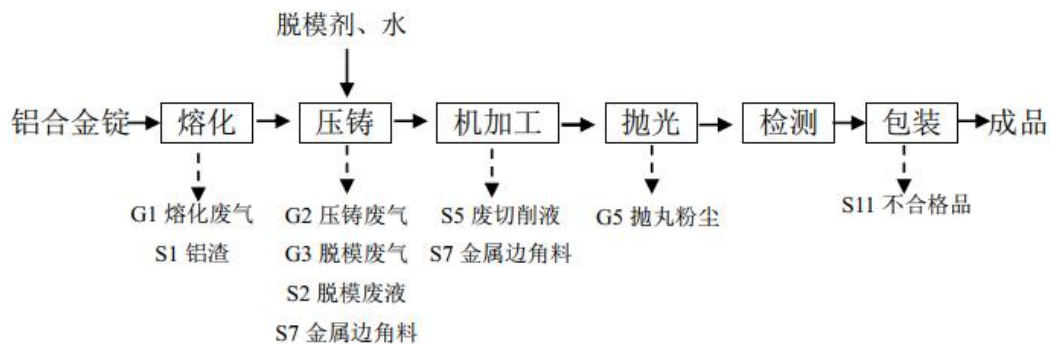 脱模剂、水
铝合金锭 熔化 压铸 机加工 抛光 检测 包装 成品
G1 熔化废气 G2 压铸废气 S5 废切削液 G5 抛丸粉尘 S11 不合格品
S1 铝渣 G3 脱模废气 S7 金属边角料
S2 脱模废液
S7 金属边角料